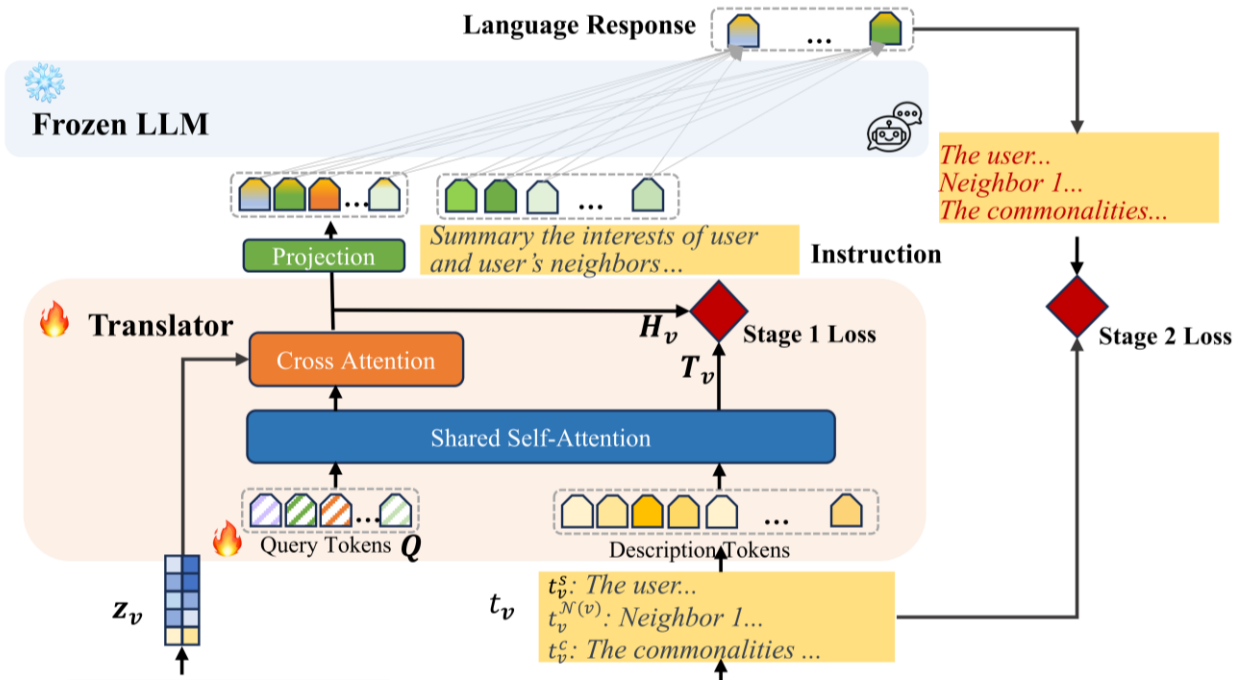 Language Response
...
Frozen LLM
The user...
Neighbor 1...
The commonalities...
...
...
Summary the interests of user
and user's neighbors...
Instruction
Projection
Translator
H_v
Stage 1 Loss
Stage 2 Loss
Cross Attention
T_v
Shared Self-Attention
...
...
Query Tokens Q
Description Tokens
z_v
t_v
t_v^s: The user...
t_v^{N(v)}: Neighbor 1...
t_v^c: The commonalities ...